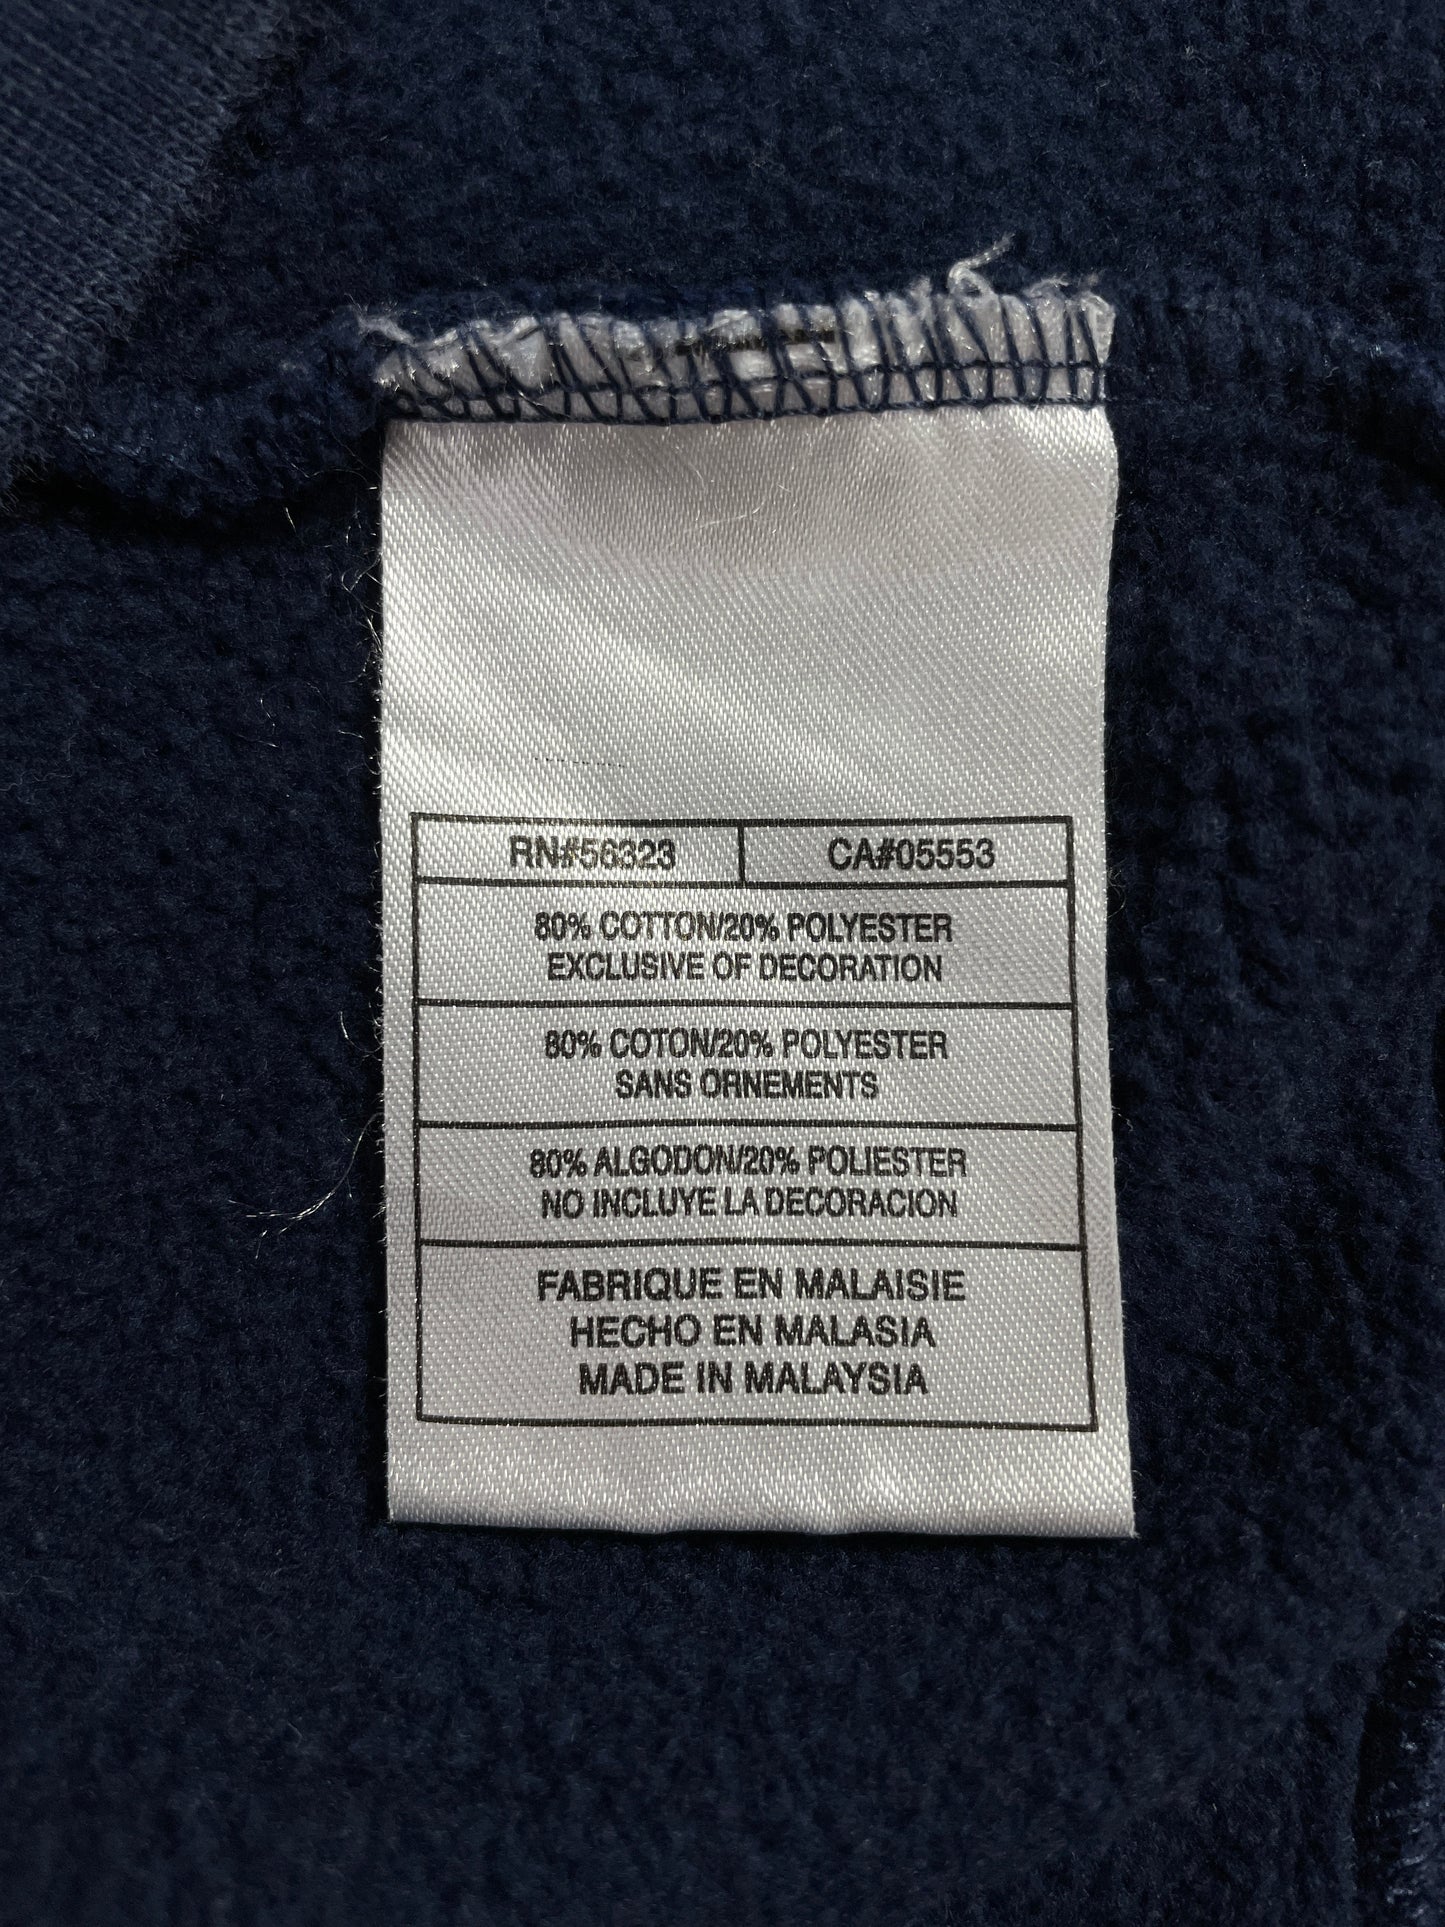 RN#56323 CA#05553
80% COTTON/20% POLYESTER
EXCLUSIVE OF DECORATION
80% COTON/20% POLYESTER
SANS ORNEMENTS
80% ALGODON/20% POLIESTER
NO INCLUYE LA DECORACION
FABRIQUE EN MALAISIE
HECHO EN MALASIA
MADE IN MALAYSIA